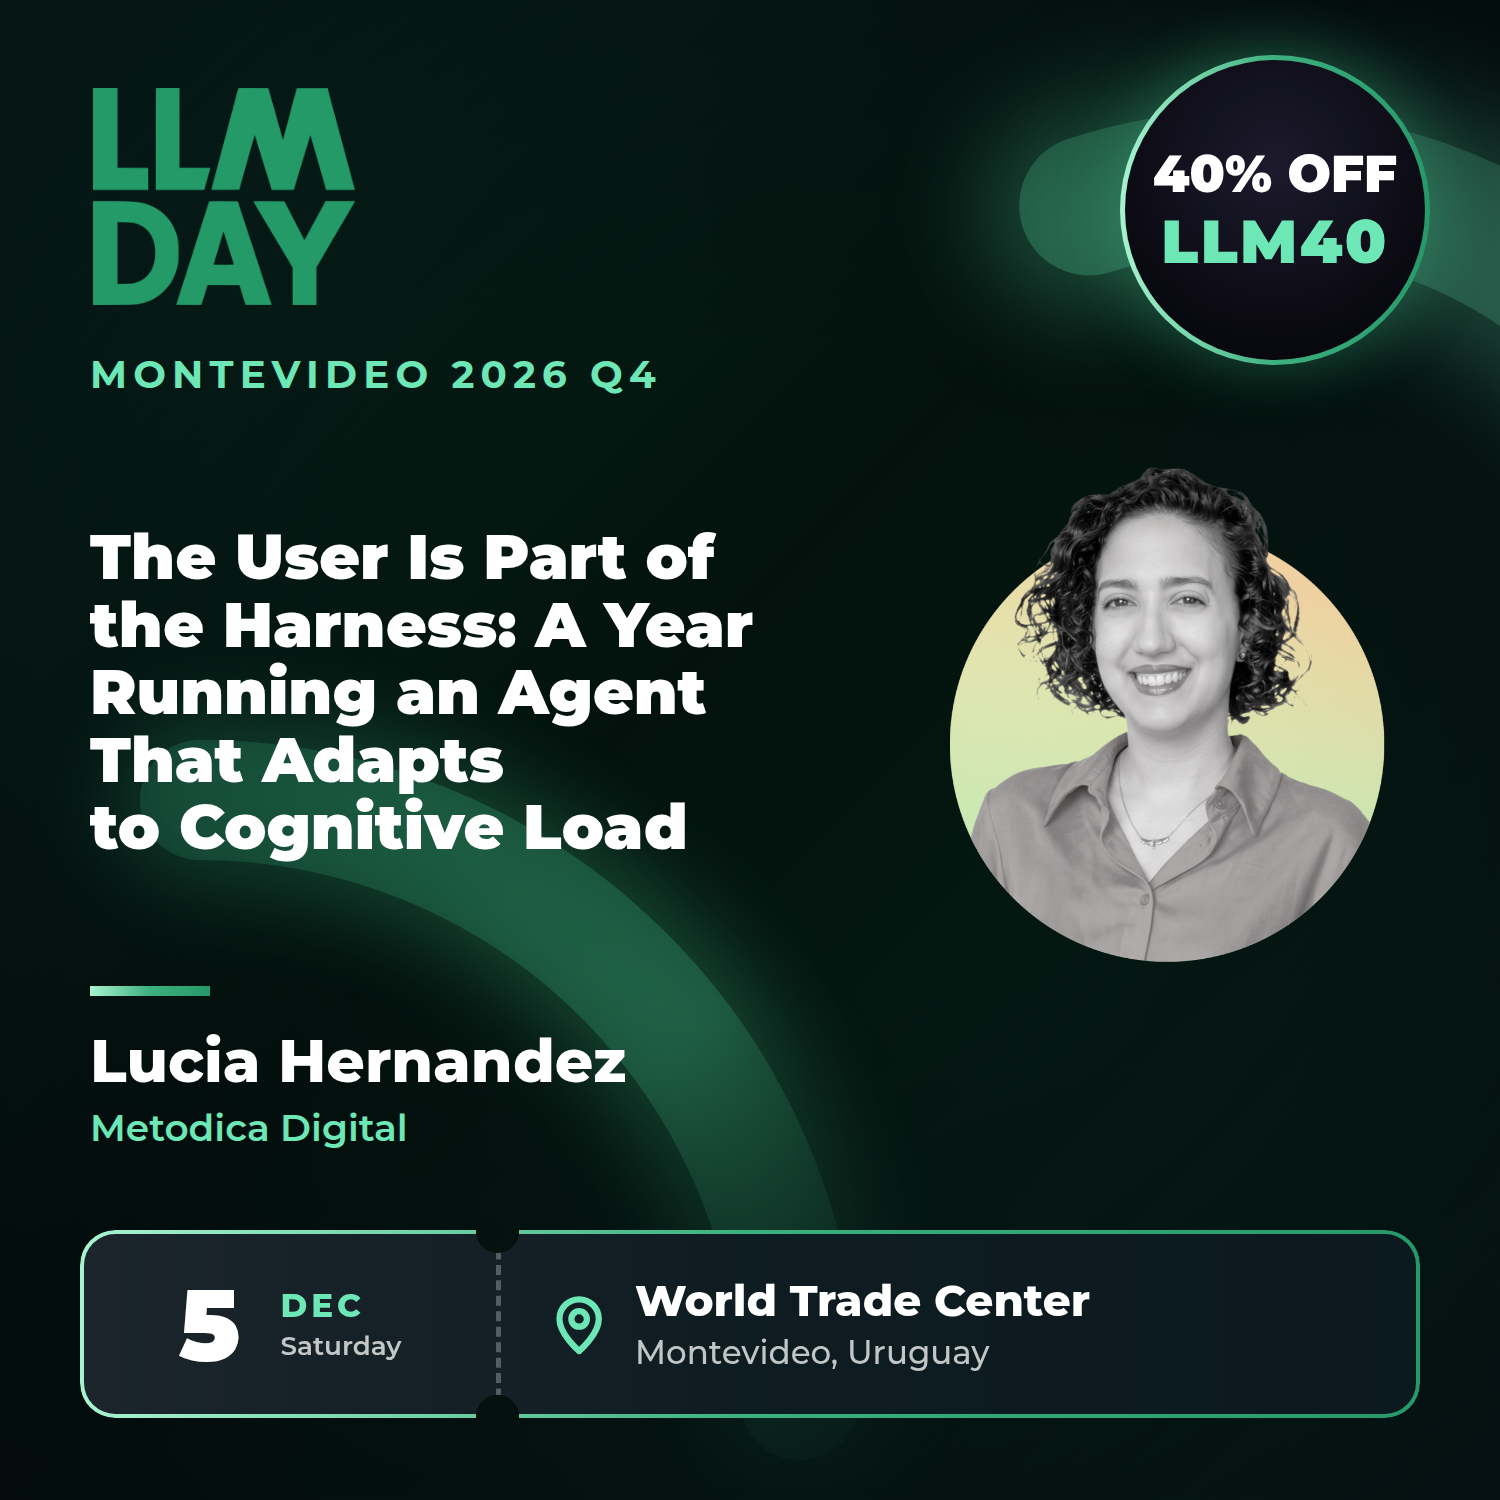 LLM
DAY
MONTEVIDEO 2026 Q4
40% OFF
LLM40
The User Is Part of
the Harness: A Year
Running an Agent
That Adapts
to Cognitive Load
Lucia Hernandez
Metodica Digital
5
DEC
Saturday
World Trade Center
Montevideo, Uruguay